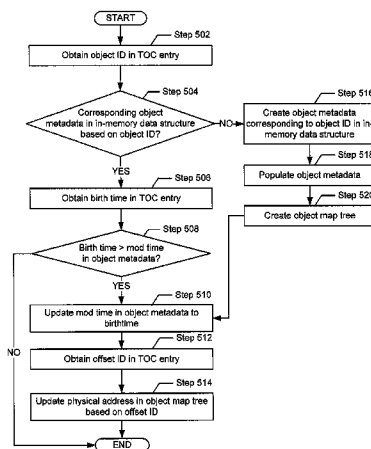 START
Step 502
Obtain object ID in TOC entry
Step 504
Corresponding object
metadata in in-memory data structure
based on object ID?
NO
Step 516
Create object metadata
corresponding to object ID in in-
memory data structure
Step 518
Populate object metadata
Step 520
Create object map tree
YES
Step 506
Obtain birth time in TOC entry
Step 508
Birth time > mod time
in object metadata?
YES
Step 510
Update mod time in object metadata to
birthtime
Step 512
NO
Obtain offset ID in TOC entry
Step 514
Update physical address in object map tree
based on offset ID
END